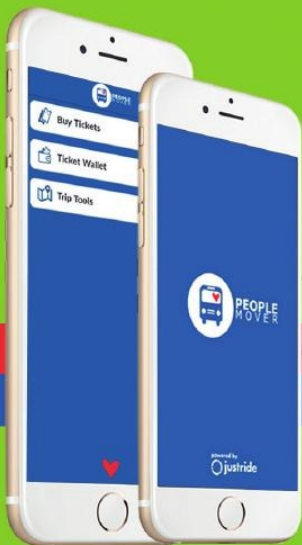 PEOPLE
MOVER
Buy Tickets
Ticket Wallet
Trip Tools
PEOPLE
MOVER
powered by
justride